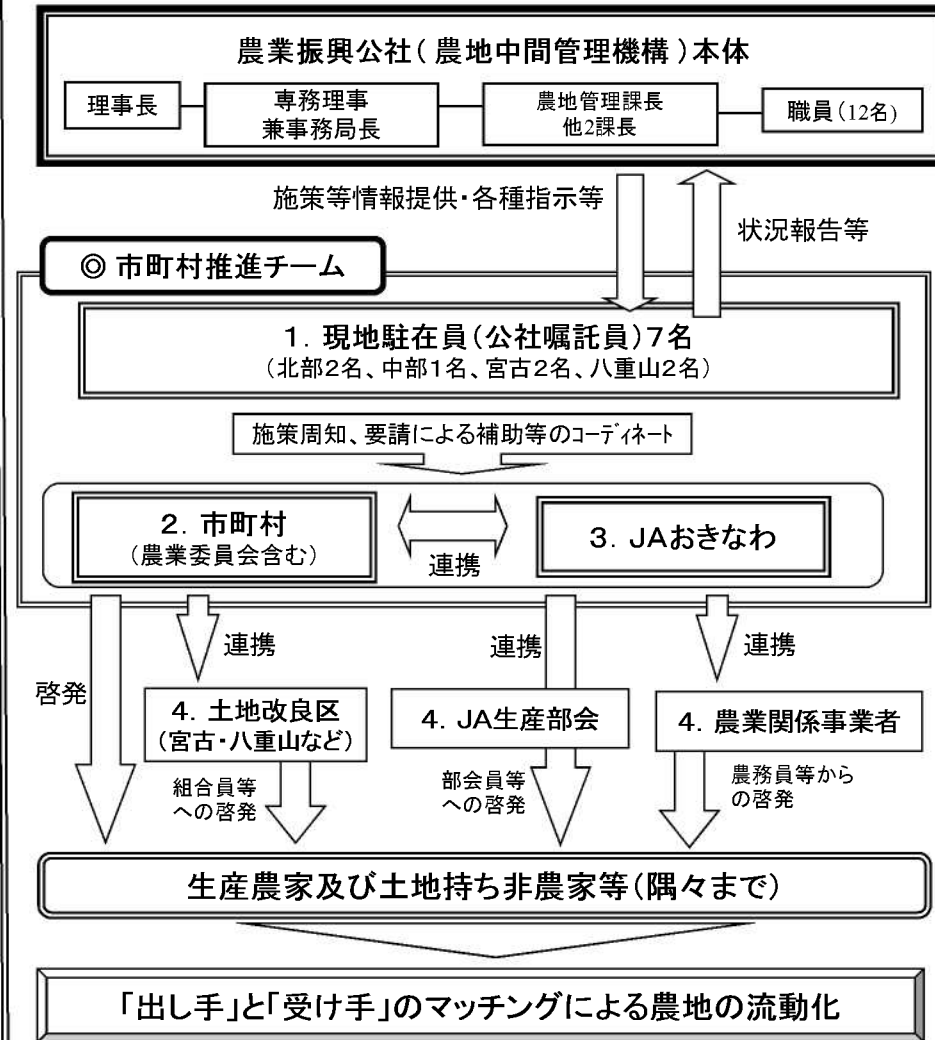 農業振興公社(農地中間管理機構)本体
理事長
専務理事
兼事務局長
農地管理課長
他2課長
職員(12名)
施策等情報提供・各種指示等
状況報告等
◎ 市町村推進チーム
1. 現地駐在員(公社嘱託員)7名
(北部2名、中部1名、宮古2名、八重山2名)
施策周知、要請による補助等のコーディネート
2. 市町村
(農業委員会含む)
連携
3. JAおきなわ
啓発
連携
連携
連携
4. 土地改良区
(宮古・八重山など)
4. JA生産部会
4. 農業関係事業者
組合員等
への啓発
部会員等
への啓発
農務員等から
の啓発
生産農家及び土地持ち非農家等(隅々まで)
「出し手」と「受け手」のマッチングによる農地の流動化